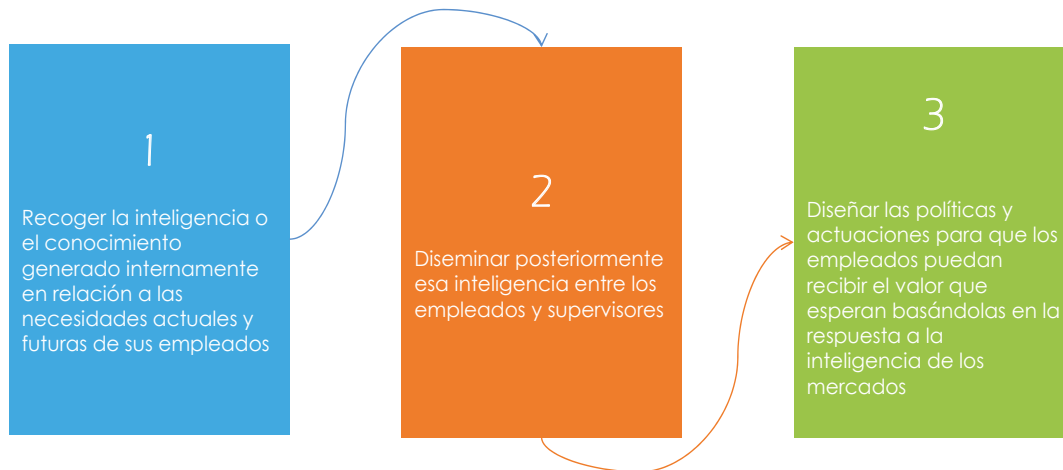 1
Recoger la inteligencia o
el conocimiento
generado internamente
en relación a las
necesidades actuales y
futuras de sus empleados
2
Diseminar posteriormente
esa inteligencia entre los
empleados y supervisores
3
Diseñar las políticas y
actuaciones para que los
empleados puedan
recibir el valor que
esperan basándolas en la
respuesta a la
inteligencia de los
mercados